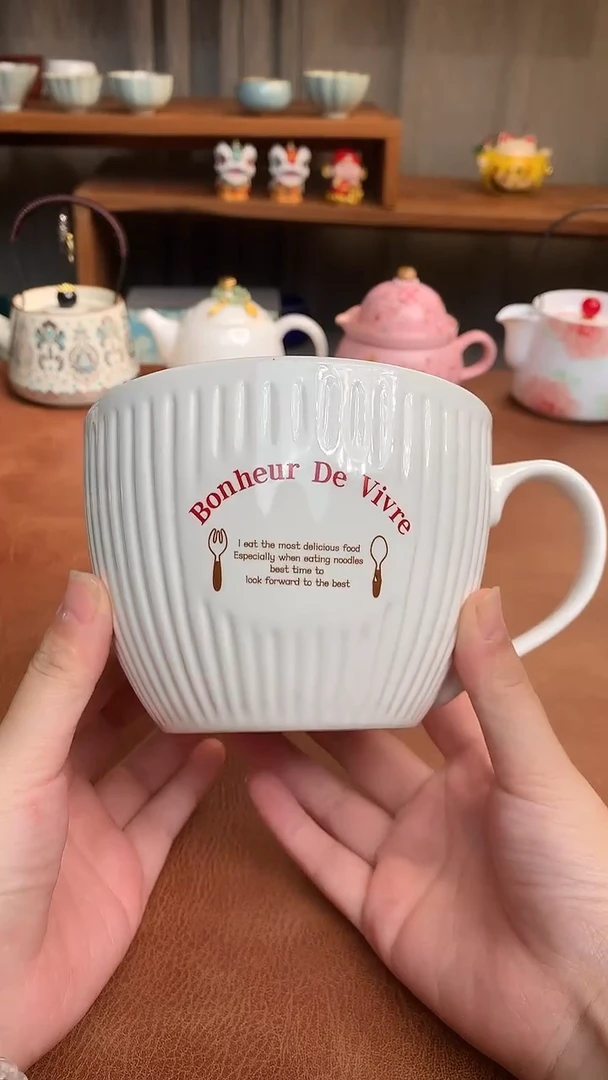 Bonheur De Vivre
I eat the most delicious food
Especially when eating noodles
best time to
look forward to the best